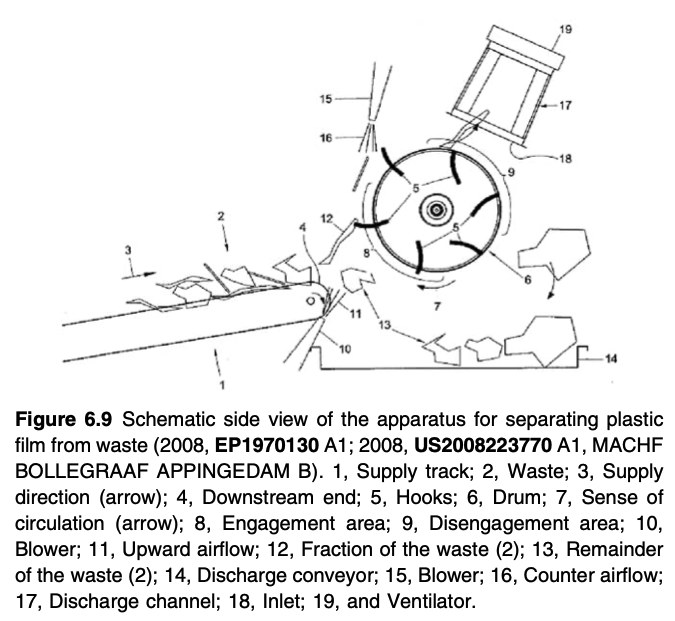 19
15
17
16
18
9
5
2
4
12
3
5
8
6
7
11
13
10
14
1
Figure 6.9 Schematic side view of the apparatus for separating plastic
film from waste (2008, EP1970130 A1; 2008, US2008223770 A1, MACHF
BOLLEGRAAF APPINGEDAM B). 1, Supply track; 2, Waste; 3, Supply
direction (arrow); 4, Downstream end; 5, Hooks; 6, Drum; 7, Sense of
circulation (arrow); 8, Engagement area; 9, Disengagement area; 10,
Blower; 11, Upward airflow; 12, Fraction of the waste (2); 13, Remainder
of the waste (2); 14, Discharge conveyor; 15, Blower; 16, Counter airflow;
17, Discharge channel; 18, Inlet; 19, and Ventilator.